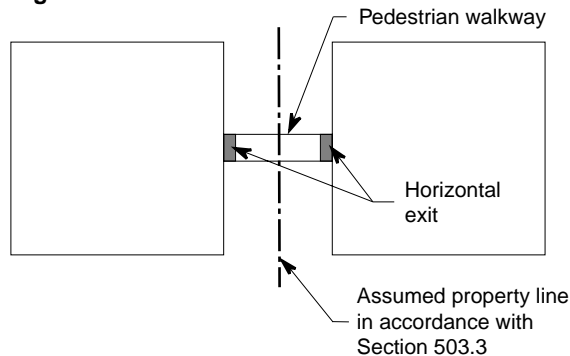 Pedestrian walkway
Horizontal
exit
Assumed property line
in accordance with
Section 503.3